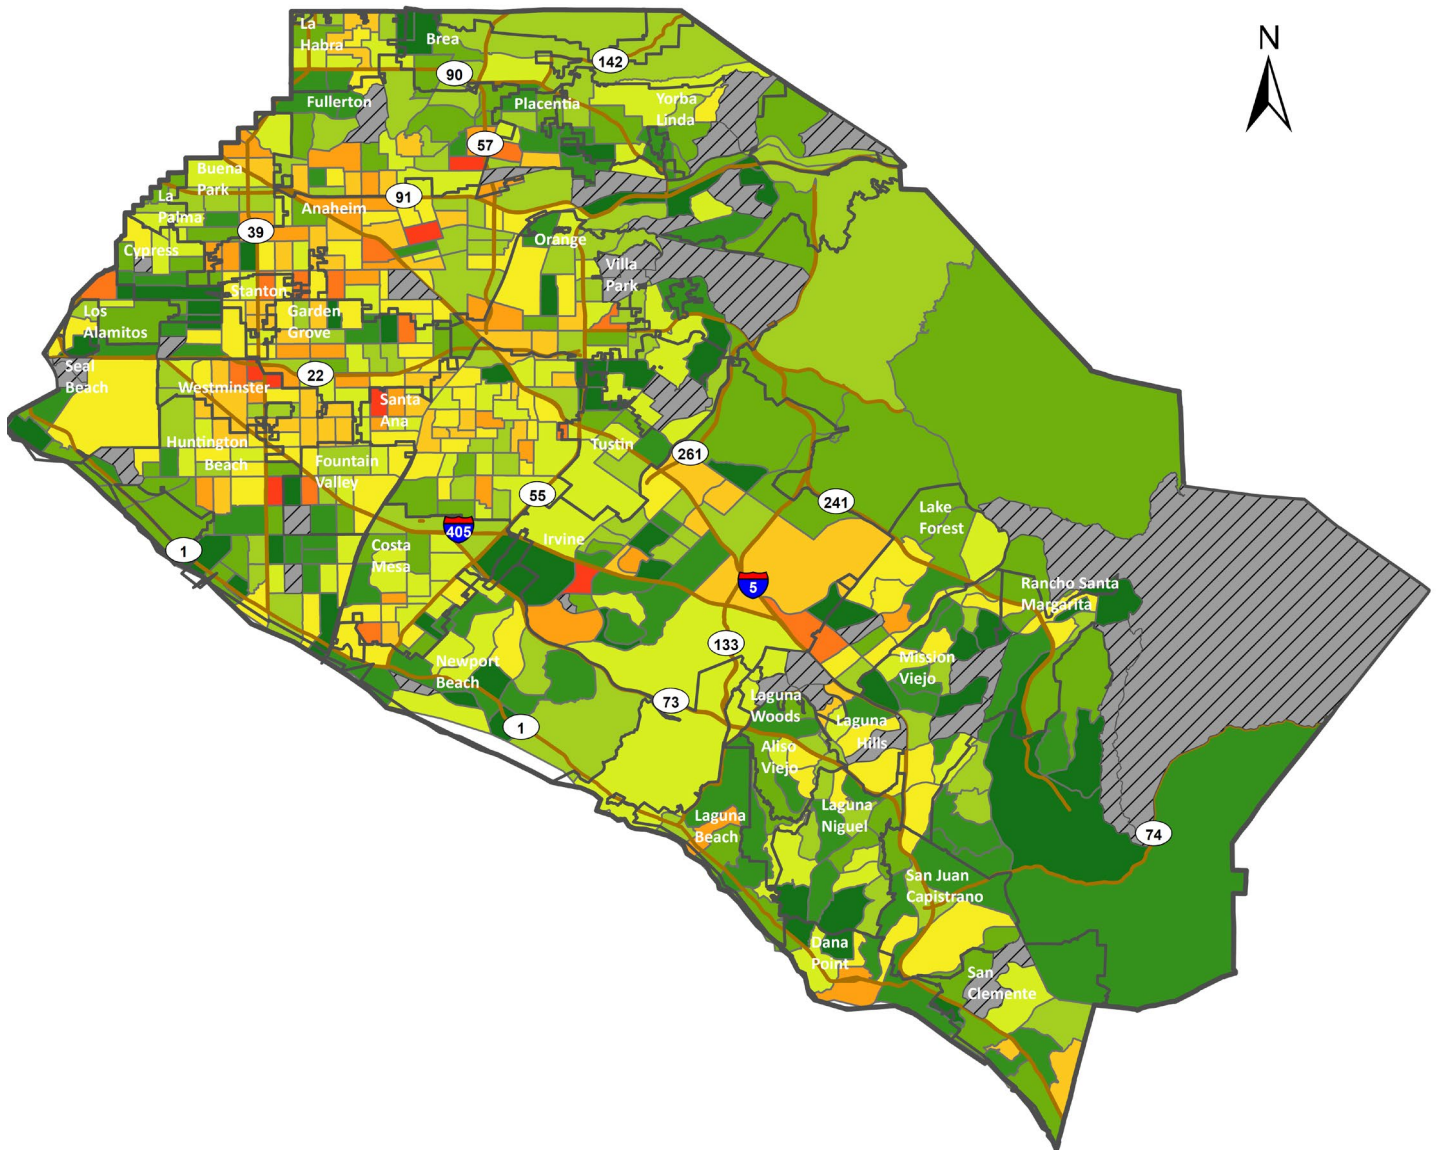 N
La
Habra
Brea
142
90
Fullerton
Placentia
Yorba
Linda
57
Buena
Park
La
Palma
91
Anaheim
39
Cypress
Orange
Villa
Park
Stanton
Los
Alamitos
Garden
Grove
Seal
Beach
22
Westminster
Santa
Ana
Huntington
Beach
Tustin
261
Fountain
Valley
55
241
Lake
Forest
405
1
Costa
Mesa
Irvine
5
Rancho Santa
Margarita
133
Newport
Beach
Mission
Viejo
73
Laguna
Woods
1
Laguna
Hills
Aliso
Viejo
Laguna
Beach
Laguna
Niguel
74
San Juan
Capistrano
Dana
Point
San
Clemente